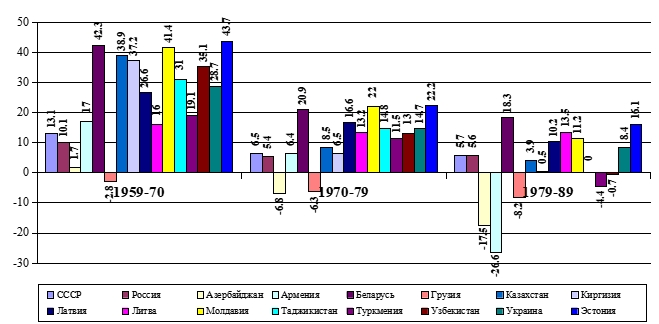 50
40
30
20
10
0
-10
-20
-30
13.1 10.1 1.7 17 42.3 -2.8 38.9 37.2 26.6 16 41.4 31 19.1 35.1 28.7 43.7
6.5 5.4 -6.8 6.4 20.9 -6.3 8.5 6.5 16.6 13.2 22 14.8 11.5 13 14.7 22.2
5.7 5.6 -17.5 -26.6 18.3 -8.2 3.9 0.5 10.2 13.5 11.2 0 -4.4 -0.7 8.4 16.1
1959-70 1970-79 1979-89
СССР Россия Азербайджан Армения Беларусь Грузия Казахстан Киргизия
Латвия Литва Молдавия Таджикистан Туркмения Узбекистан Украина Эстония